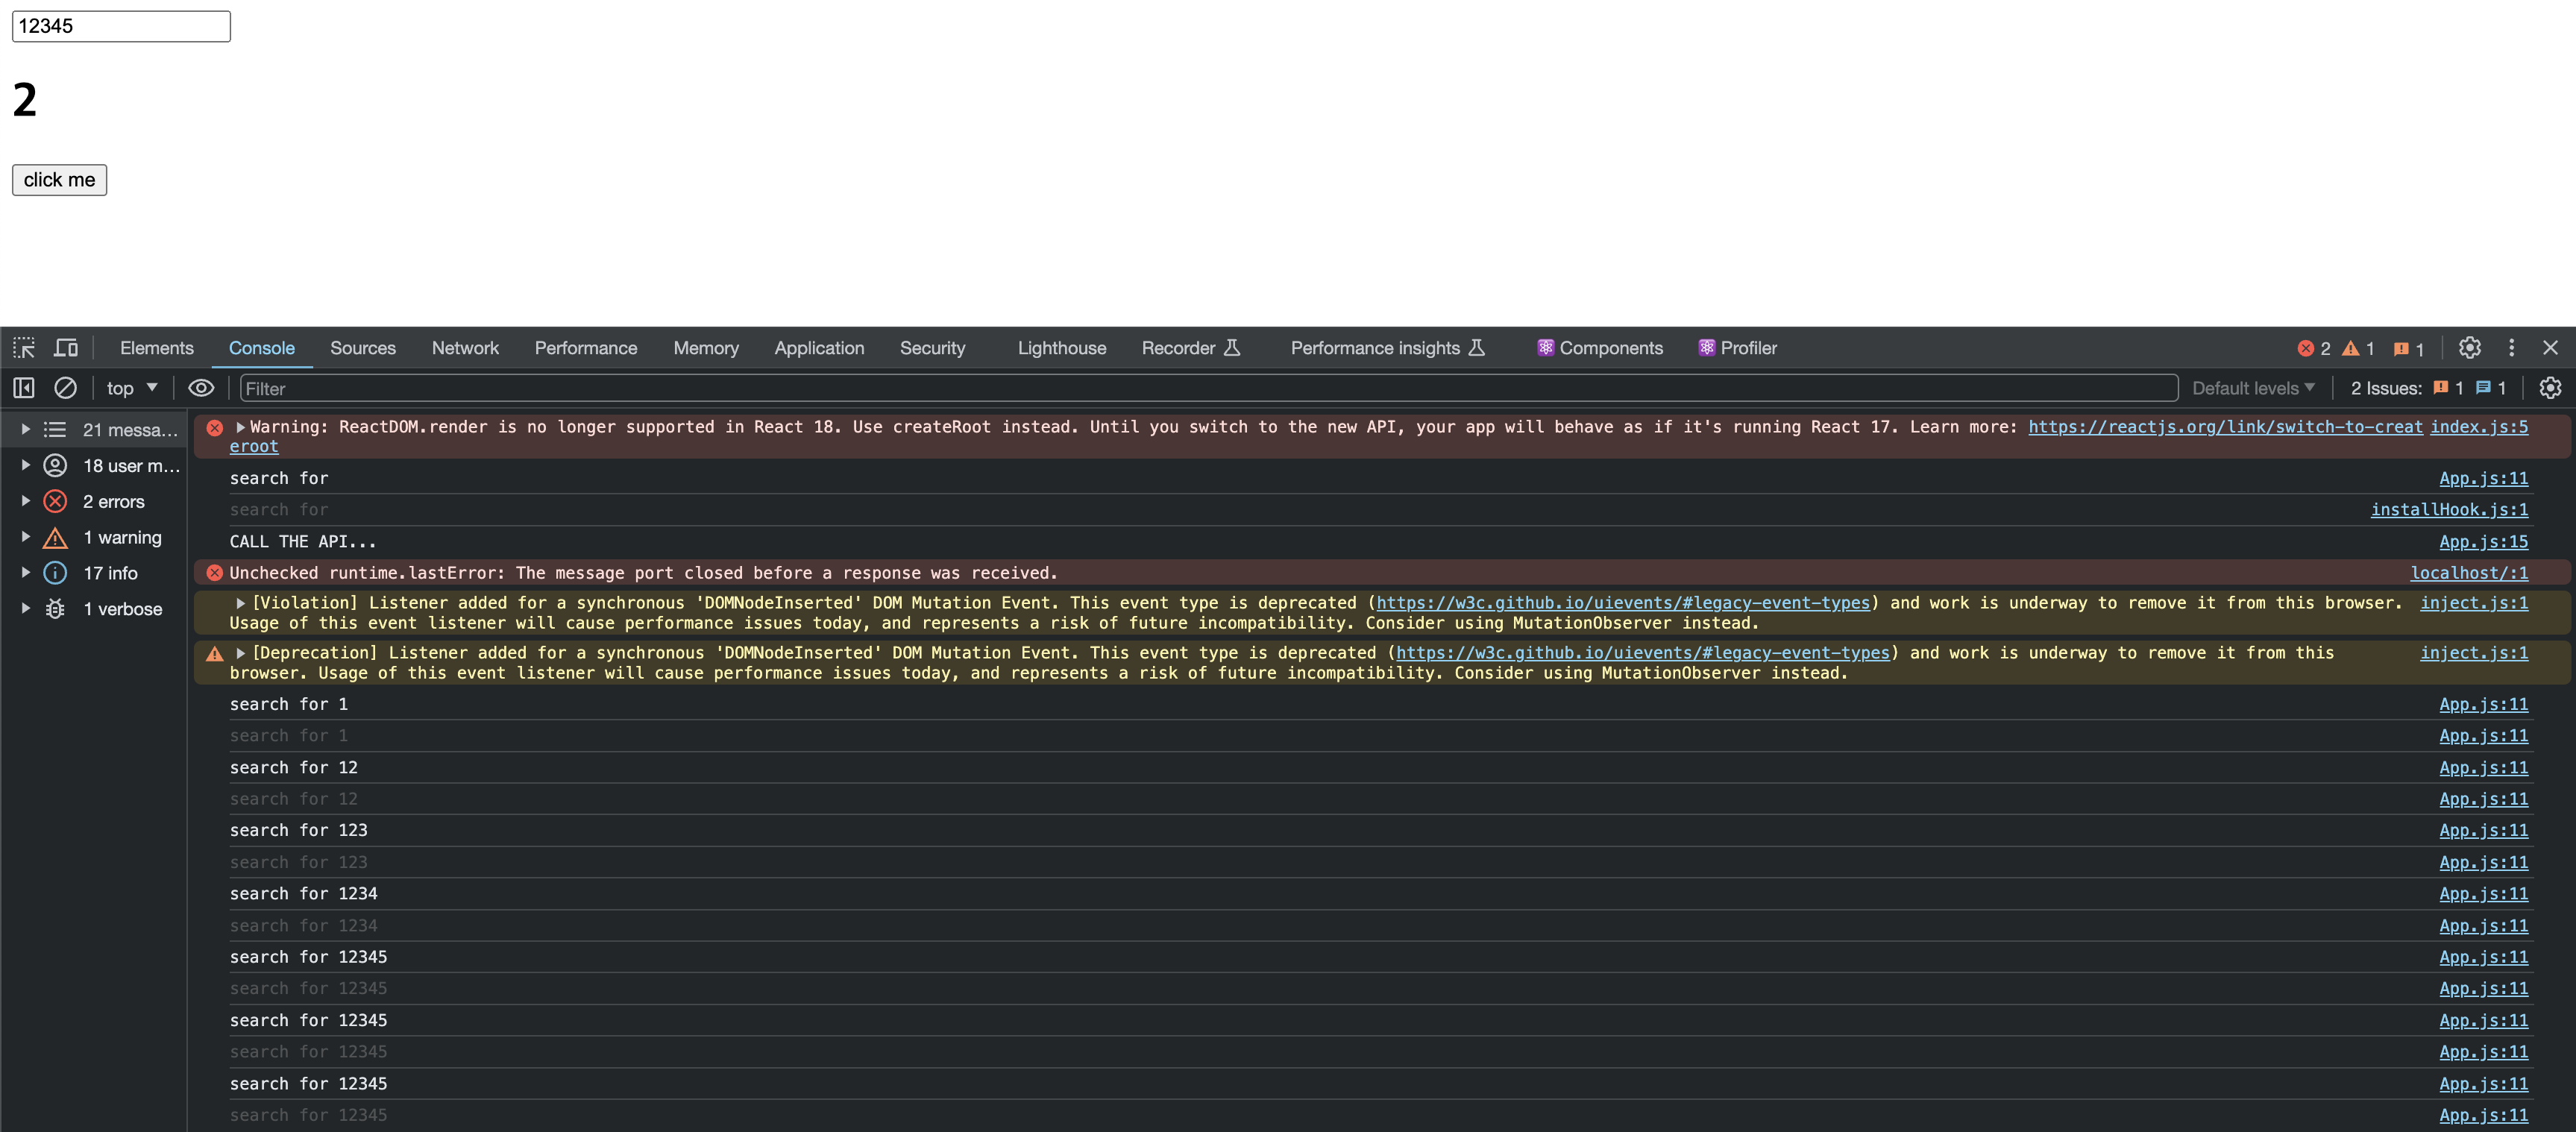 12345
2
click me
Elements Console Sources Network Performance Memory Application Security Lighthouse Recorder Performance insights Components Profiler 2 1 1
top Filter Default levels 2 Issues: 1 1
21 messa...
18 user m...
2 errors
1 warning
17 info
1 verbose
Warning: ReactDOM.render is no longer supported in React 18. Use createRoot instead. Until you switch to the new API, your app will behave as if it's running React 17. Learn more: https://reactjs.org/link/switch-to-creat index.js:5
eroot
search for App.js:11
search for installHook.js:1
CALL THE API... App.js:15
Unchecked runtime.lastError: The message port closed before a response was received. localhost/:1
[Violation] Listener added for a synchronous 'DOMNodeInserted' DOM Mutation Event. This event type is deprecated (https://w3c.github.io/uievents/#legacy-event-types) and work is underway to remove it from this browser. inject.js:1
Usage of this event listener will cause performance issues today, and represents a risk of future incompatibility. Consider using MutationObserver instead.
[Deprecation] Listener added for a synchronous 'DOMNodeInserted' DOM Mutation Event. This event type is deprecated (https://w3c.github.io/uievents/#legacy-event-types) and work is underway to remove it from this inject.js:1
browser. Usage of this event listener will cause performance issues today, and represents a risk of future incompatibility. Consider using MutationObserver instead.
search for 1 App.js:11
search for 1 App.js:11
search for 12 App.js:11
search for 12 App.js:11
search for 123 App.js:11
search for 123 App.js:11
search for 1234 App.js:11
search for 1234 App.js:11
search for 12345 App.js:11
search for 12345 App.js:11
search for 12345 App.js:11
search for 12345 App.js:11
search for 12345 App.js:11
search for 12345 App.js:11